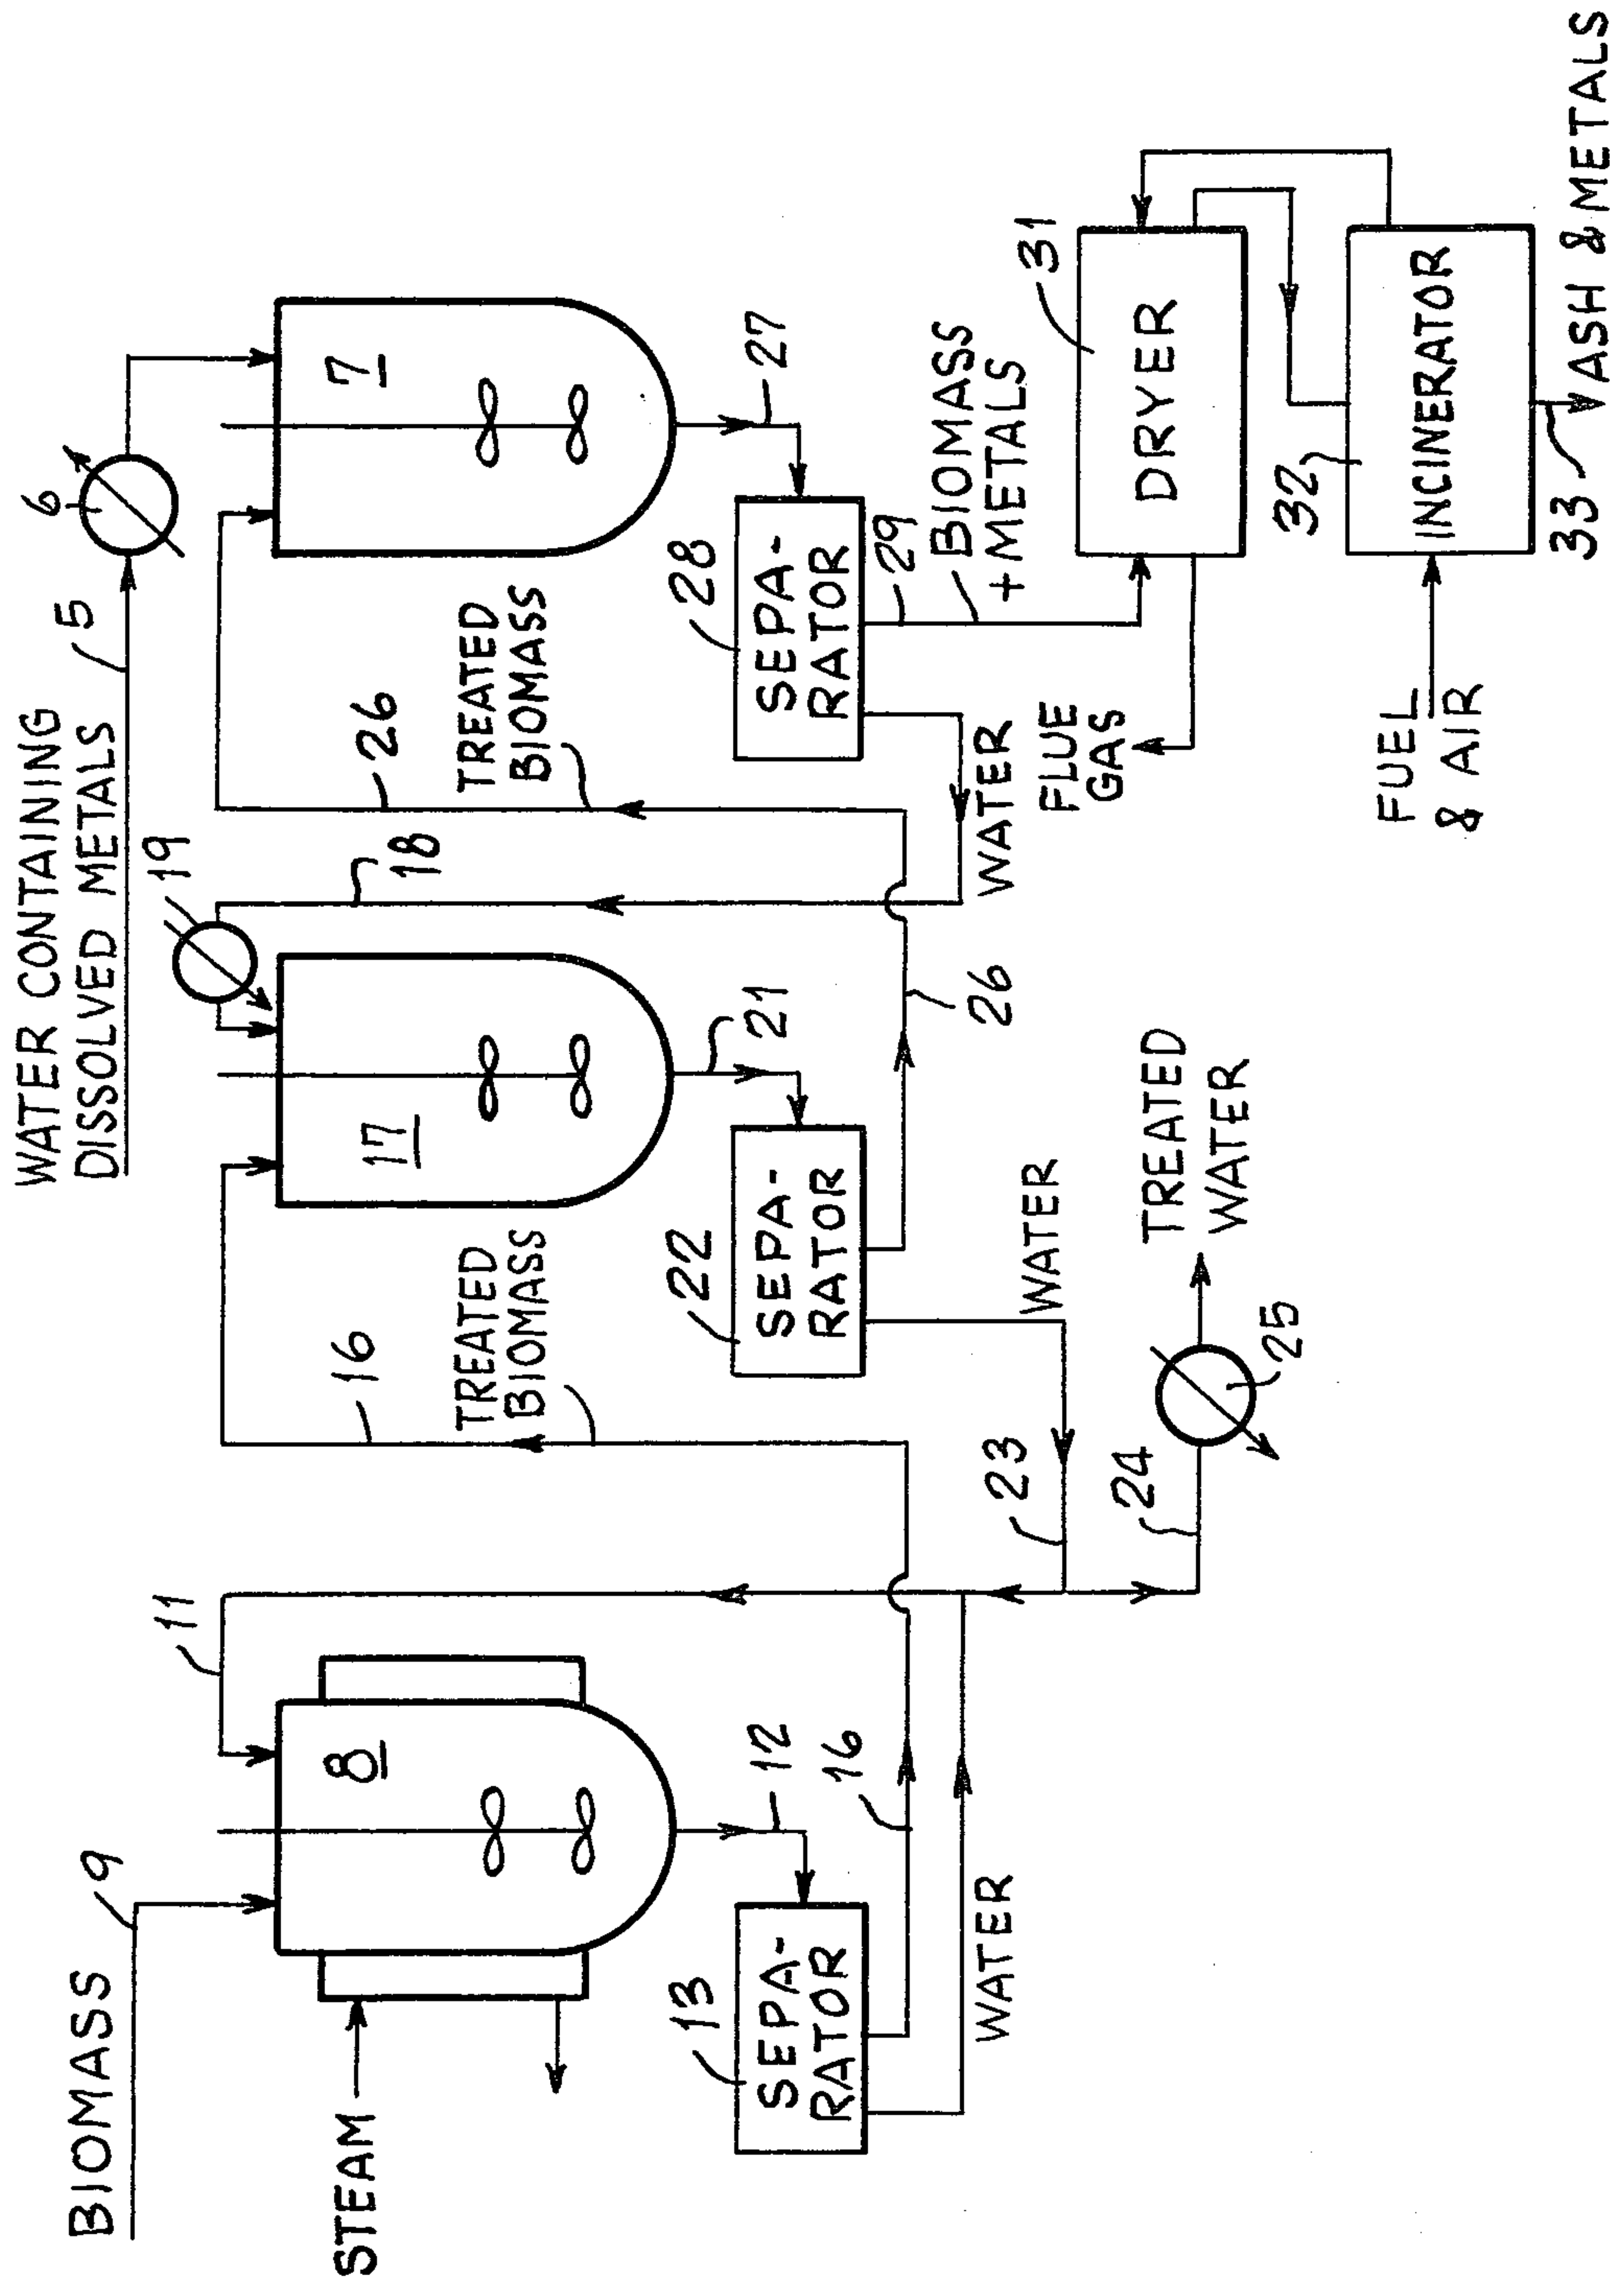 WATER CONTAINING
DISSOLVED METALS
5
6
BIOMASS
9
11
19
STEAM
8
16
17
18
26
7
TREATED
BIOMASS
TREATED
BIOMASS
12
21
27
13
SEPA-
RATOR
22
SEPA-
RATOR
28
SEPA-
RATOR
16
26
29
BIOMASS
+METALS
WATER
WATER
WATER
23
24
25
TREATED
WATER
FLUE
GAS
31
DRYER
32
INCINERATOR
FUEL
& AIR
33
ASH & METALS